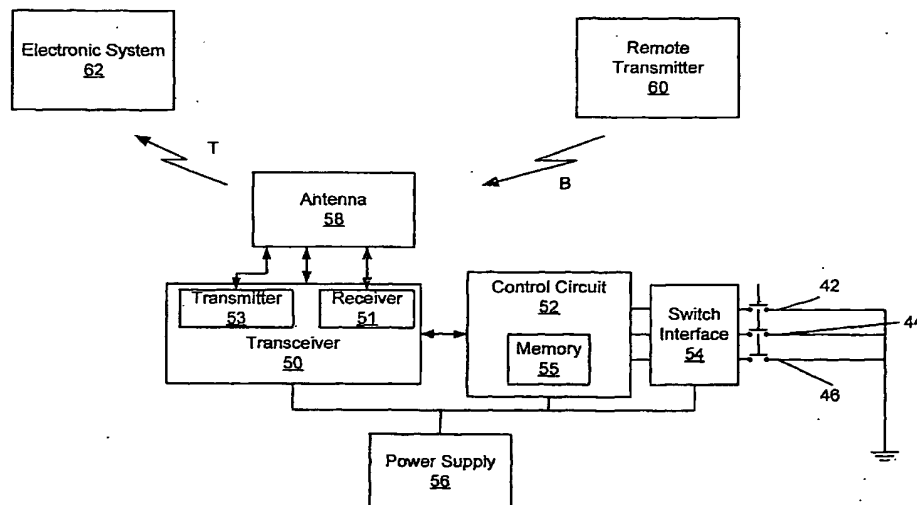 Electronic System
62
Remote
Transmitter
60
T
B
Antenna
58
Transmitter
53
Receiver
51
Transceiver
50
Control Circuit
52
Memory
55
Switch
Interface
54
42
44
46
Power Supply
56